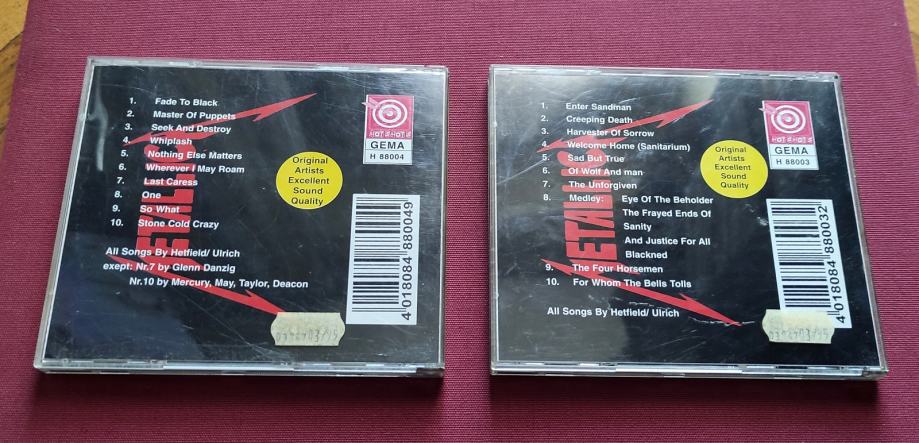 1. Fade To Black
2. Master Of Puppets
3. Seek And Destroy
4. Whiplash
5. Nothing Else Matters
6. Wherever I May Roam
7. Last Caress
8. One
9. So What
10. Stone Cold Crazy
All Songs By Hetfield/ Ulrich
exept: Nr.7 by Glenn Danzig
Nr.10 by Mercury, May, Taylor, Deacon
Original
Artists
Excellent
Sound
Quality
HOT SHOTS
GEMA
H 88004
4 018084 880049
ETALLIC
1. Enter Sandman
2. Creeping Death
3. Harvester Of Sorrow
4. Welcome Home (Sanitarium)
5. Sad But True
6. Of Wolf And man
7. The Unforgiven
8. Medley: Eye Of The Beholder
The Frayed Ends Of
Sanity
And Justice For All
Blackned
9. The Four Horsemen
10. For Whom The Bells Tolls
All Songs By Hetfield/ Ulrich
Original
Artists
Excellent
Sound
Quality
HOT SHOTS
GEMA
H 88003
4 018084 880032